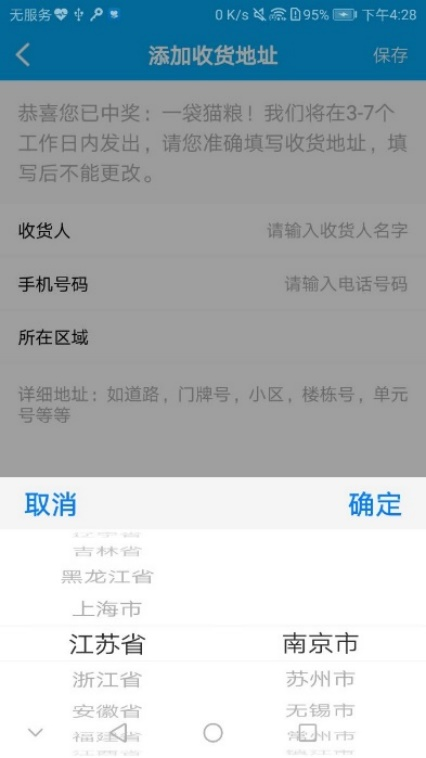 无服务 0 K/s 95% 下午4:28
添加收货地址 保存
恭喜您已中奖：一袋猫粮！我们将在3-7个
工作日内发出，请您准确填写收货地址，填
写后不能更改。
收货人 请输入收货人名字
手机号码 请输入电话号码
所在区域
详细地址：如道路，门牌号，小区，楼栋号，单元
号等等
取消 确定
吉林省
黑龙江省
上海市
江苏省 南京市
浙江省 苏州市
安徽省 无锡市
福建省 常州市
江西省 镇江市